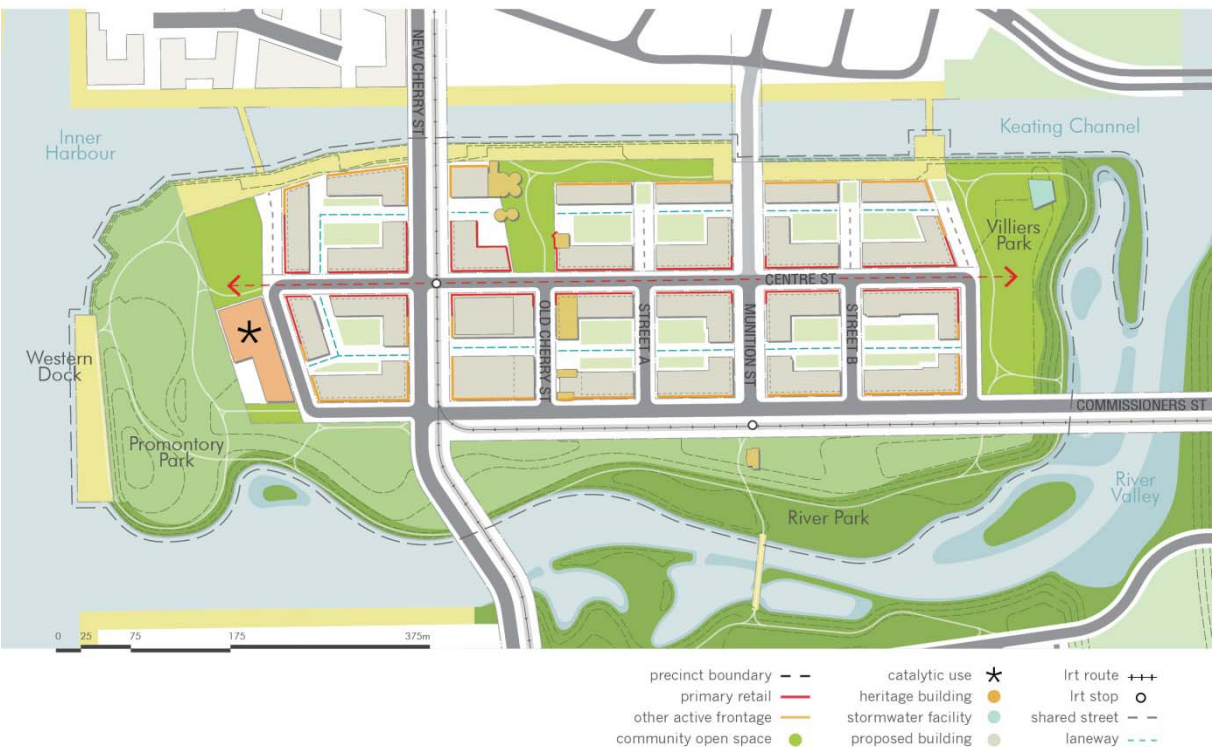 NEW CHERRY ST
Inner
Harbour
Keating Channel
Villiers
Park
CENTRE ST
OLD CHERRY ST
STREET A
MUNITION ST
STREET B
Western
Dock
COMMISSIONERS ST
Promontory
Park
River
Valley
River Park
0 25 75 175 375m
precinct boundary
primary retail
other active frontage
community open space
catalytic use
heritage building
stormwater facility
proposed building
lrt route
lrt stop
shared street
laneway